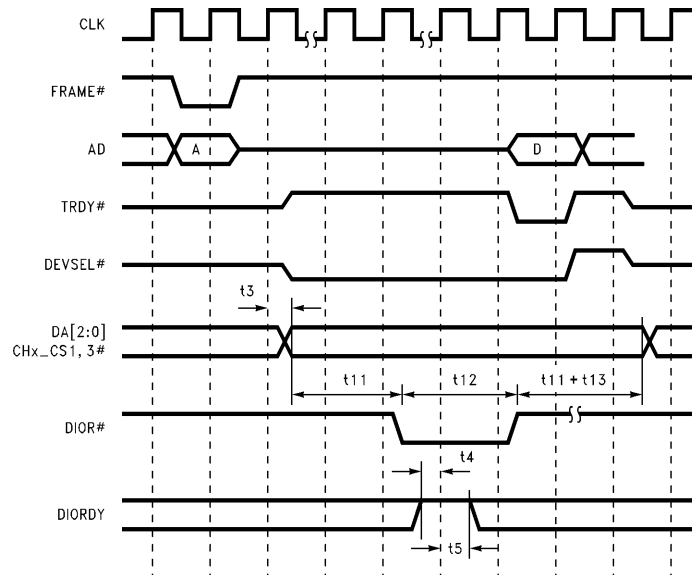 CLK
FRAME#
AD
A
D
TRDY#
DEVSEL#
t3
DA[2:0]
CHx_CS1,3#
t11
t12
t11 + t13
DIOR#
t4
DIORDY
t5